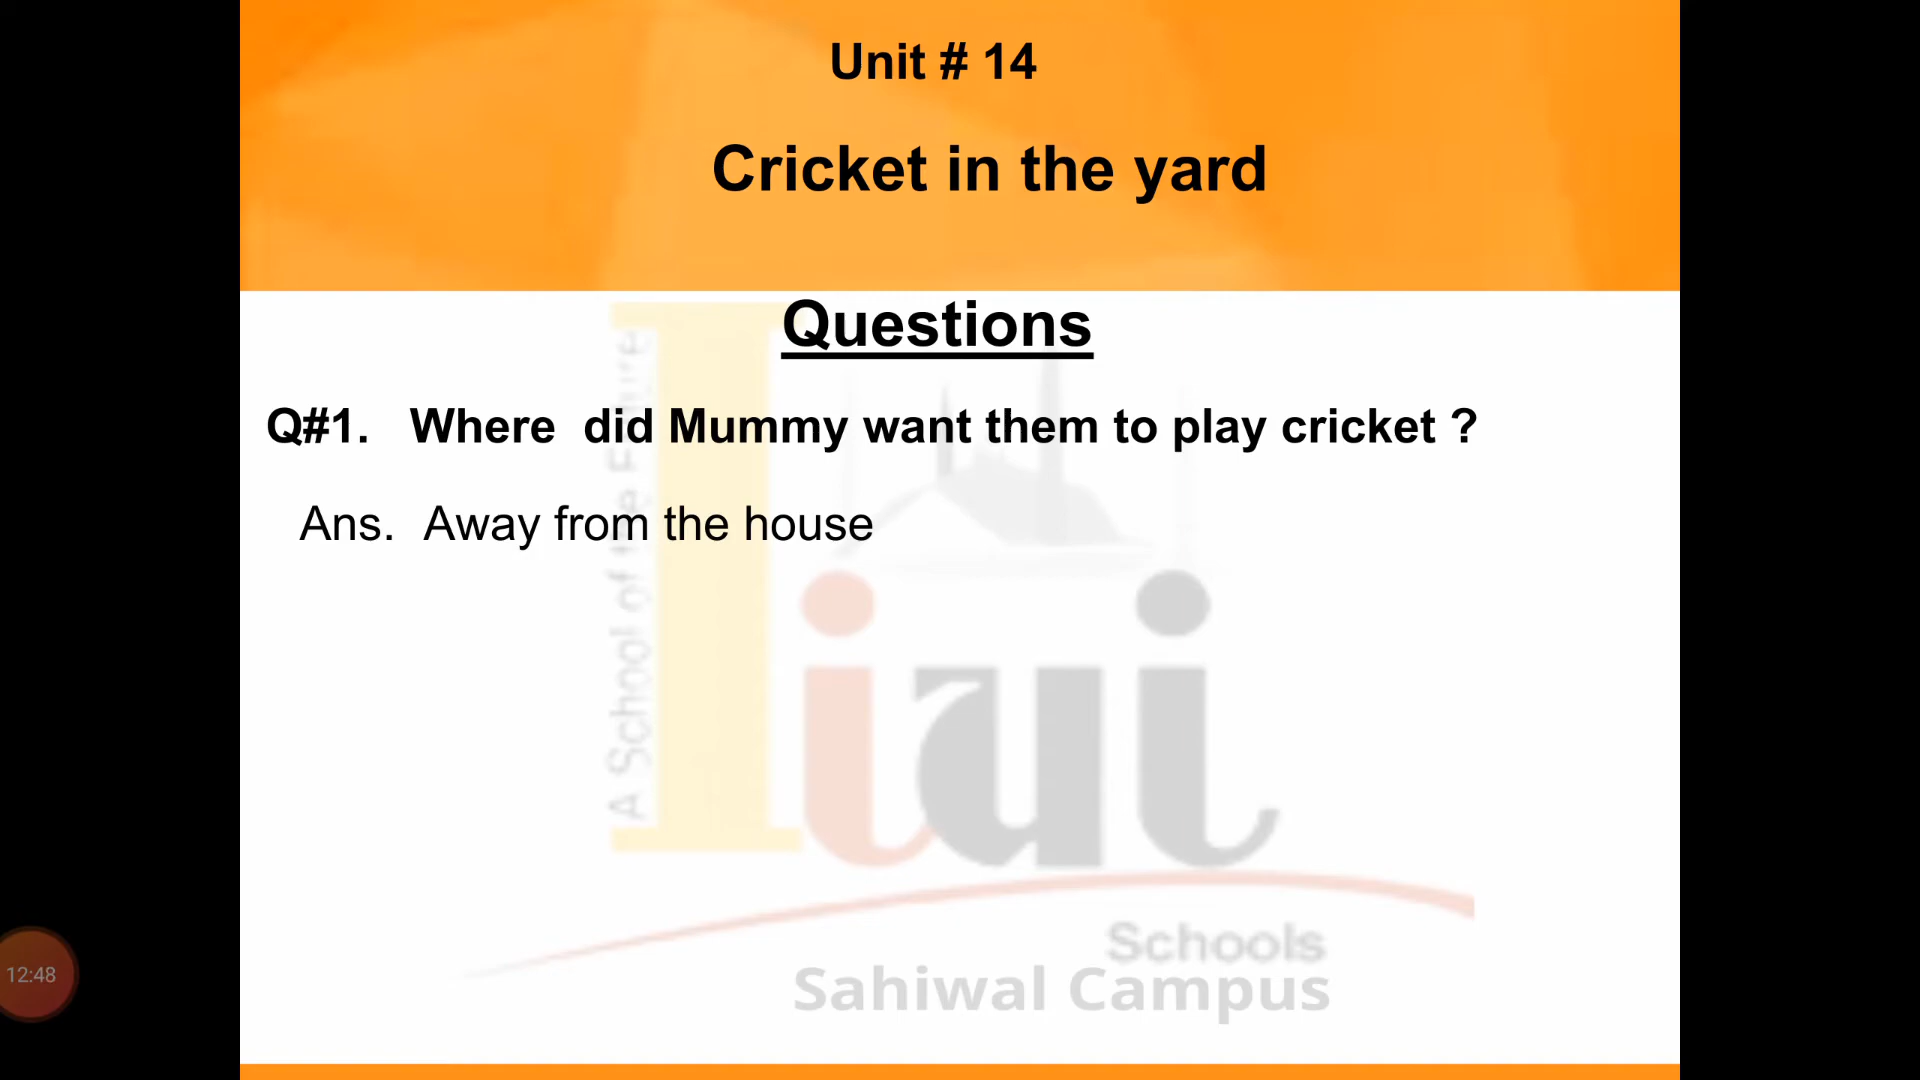 Unit # 14
Cricket in the yard
Questions
Q#1. Where did Mummy want them to play cricket ?
Ans. Away from the house
A School of the Future
Iiui
Schools
Sahiwal Campus
12:48